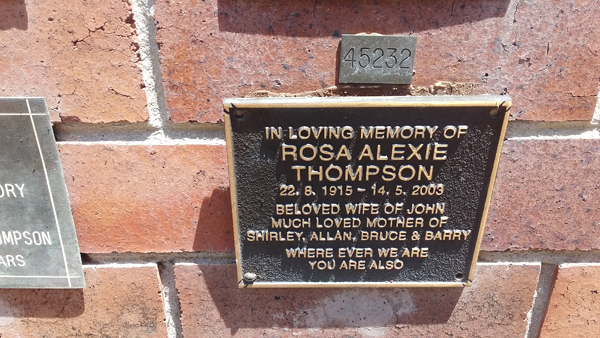 45232
IN LOVING MEMORY OF
ROSA ALEXIE
THOMPSON
22. 8. 1915 - 14. 5. 2003
BELOVED WIFE OF JOHN
MUCH LOVED MOTHER OF
SHIRLEY, ALLAN, BRUCE & BARRY
WHERE EVER WE ARE
YOU ARE ALSO
ORY
OMPSON
ARS